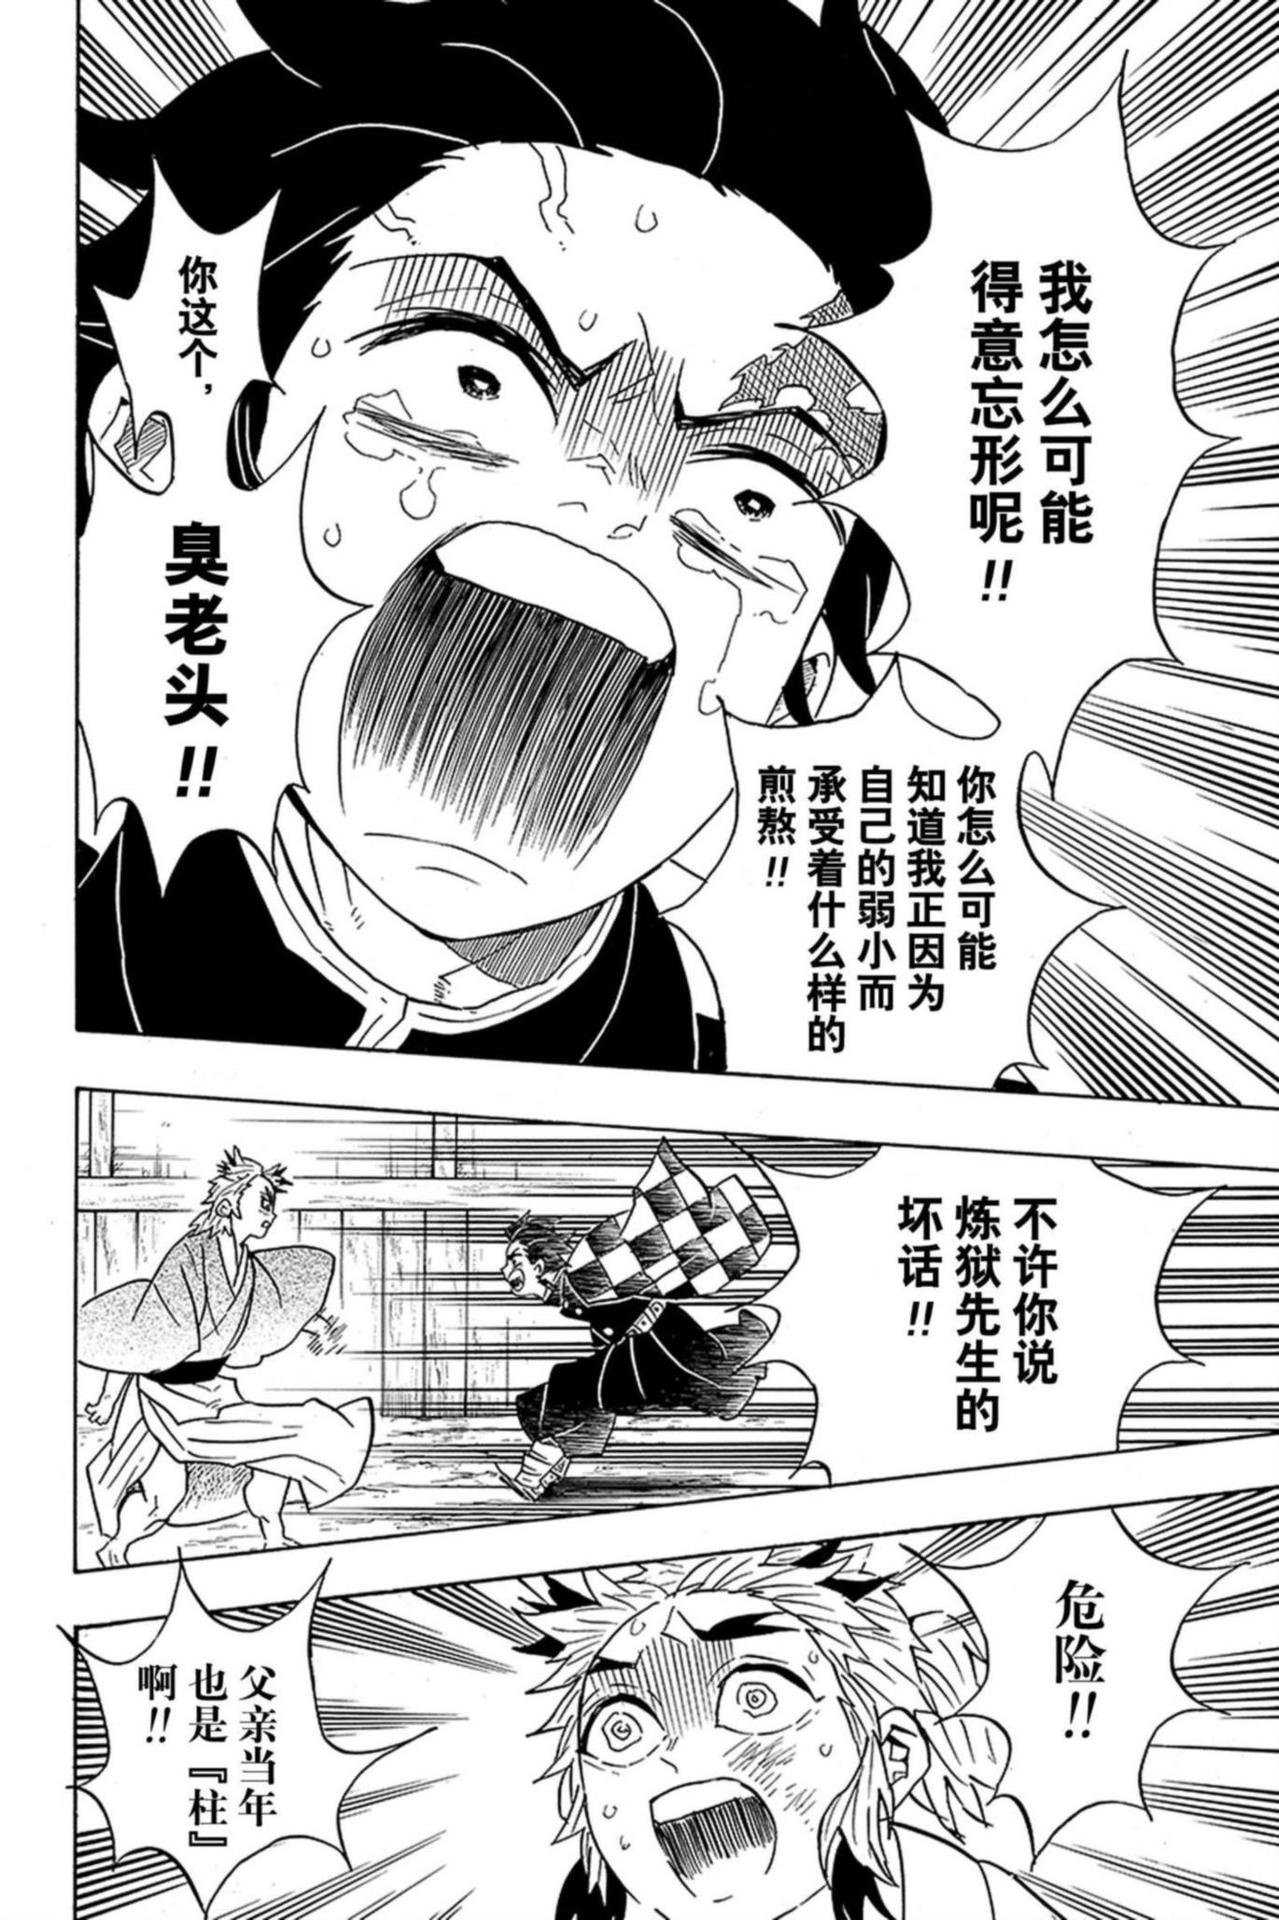 我怎么可能
得意忘形呢!!
你怎么可能
知道我正因为
自己的弱小而
承受着什么样的
煎熬!!
你这个,
臭老头!!
不许你说
炼狱先生的
坏话!!
危险!!
父亲当年
也是『柱』
啊!!